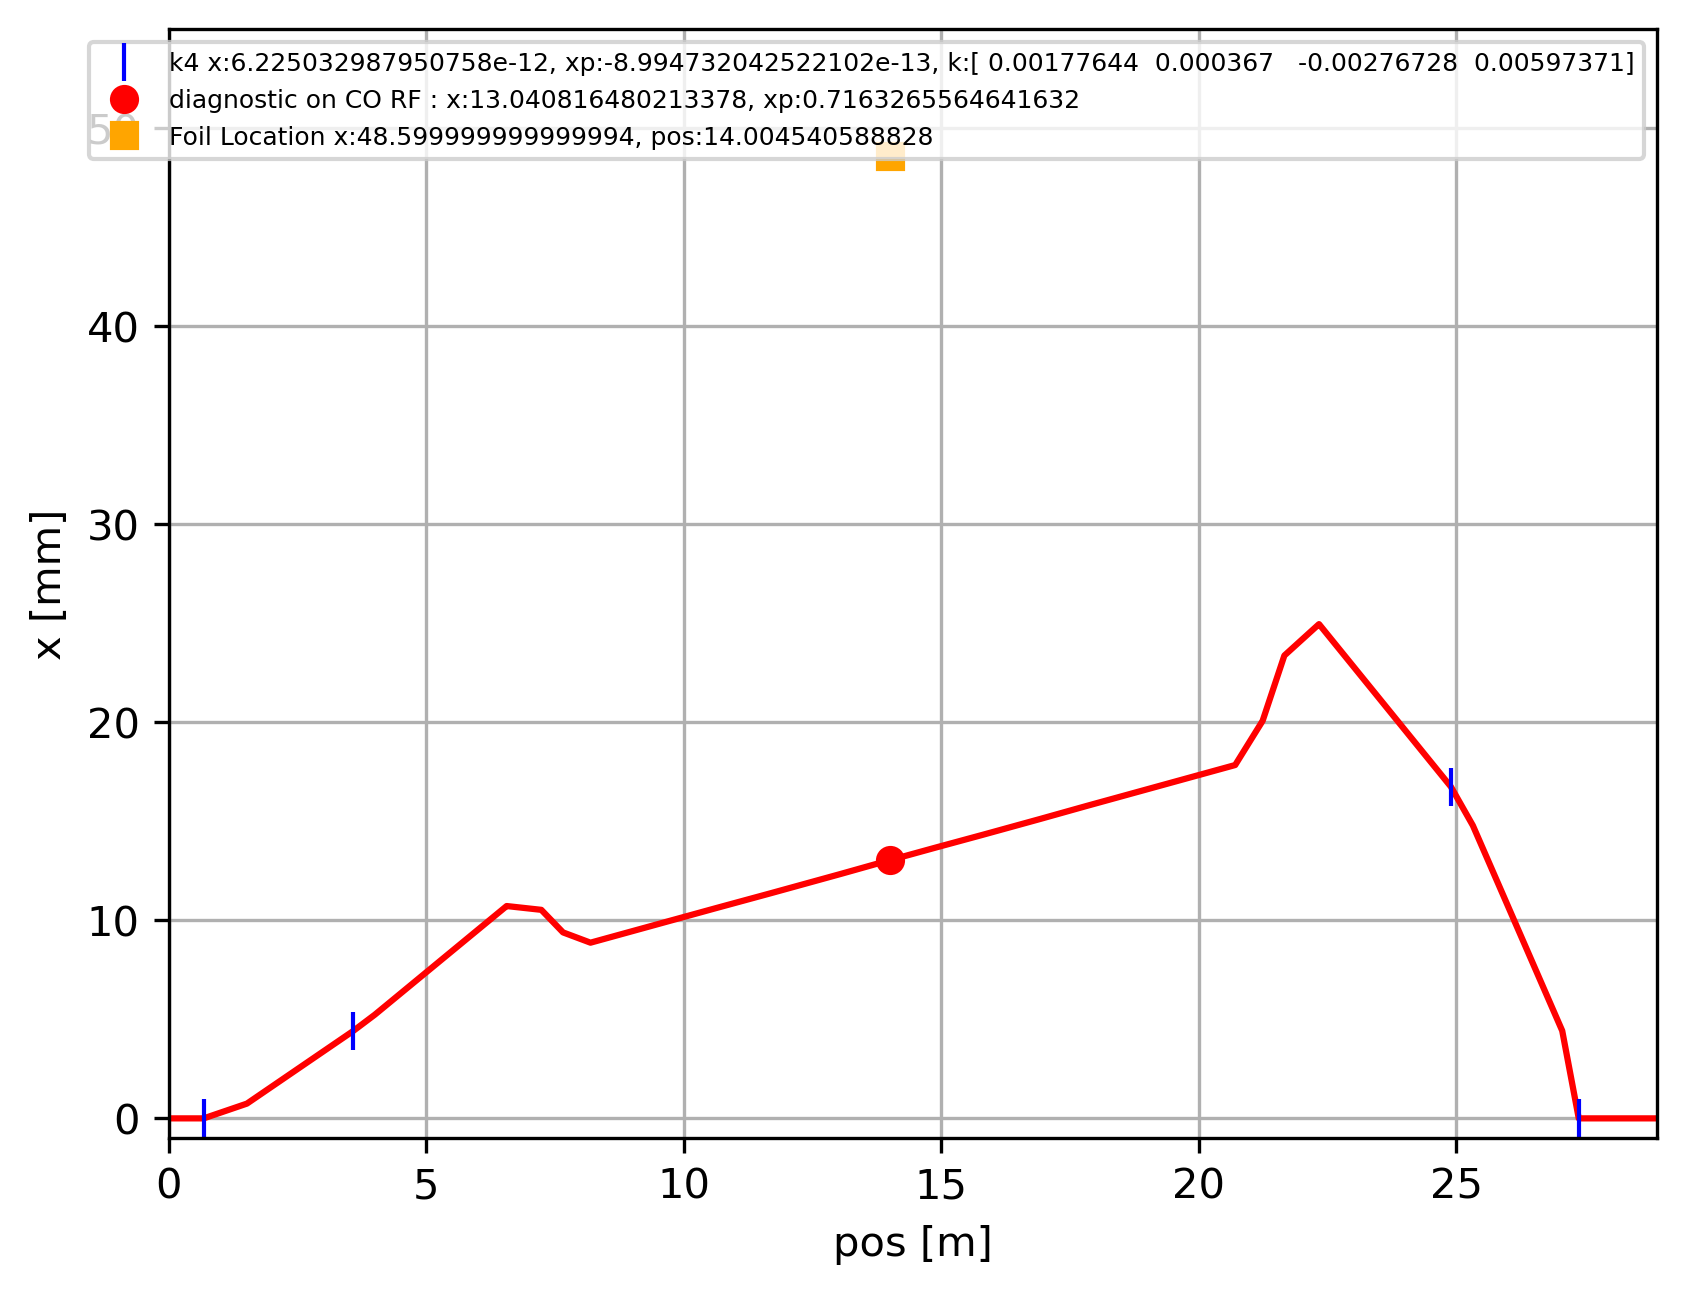 k4 x:6.225032987950758e-12, xp:-8.994732042522102e-13, k:[ 0.00177644 0.000367 -0.00276728 0.00597371]
diagnostic on CO RF : x:13.040816480213378, xp:0.7163265564641632
Foil Location x:48.599999999999994, pos:14.004540588828
50
40
30
20
10
0
x [mm]
0 5 10 15 20 25
pos [m]